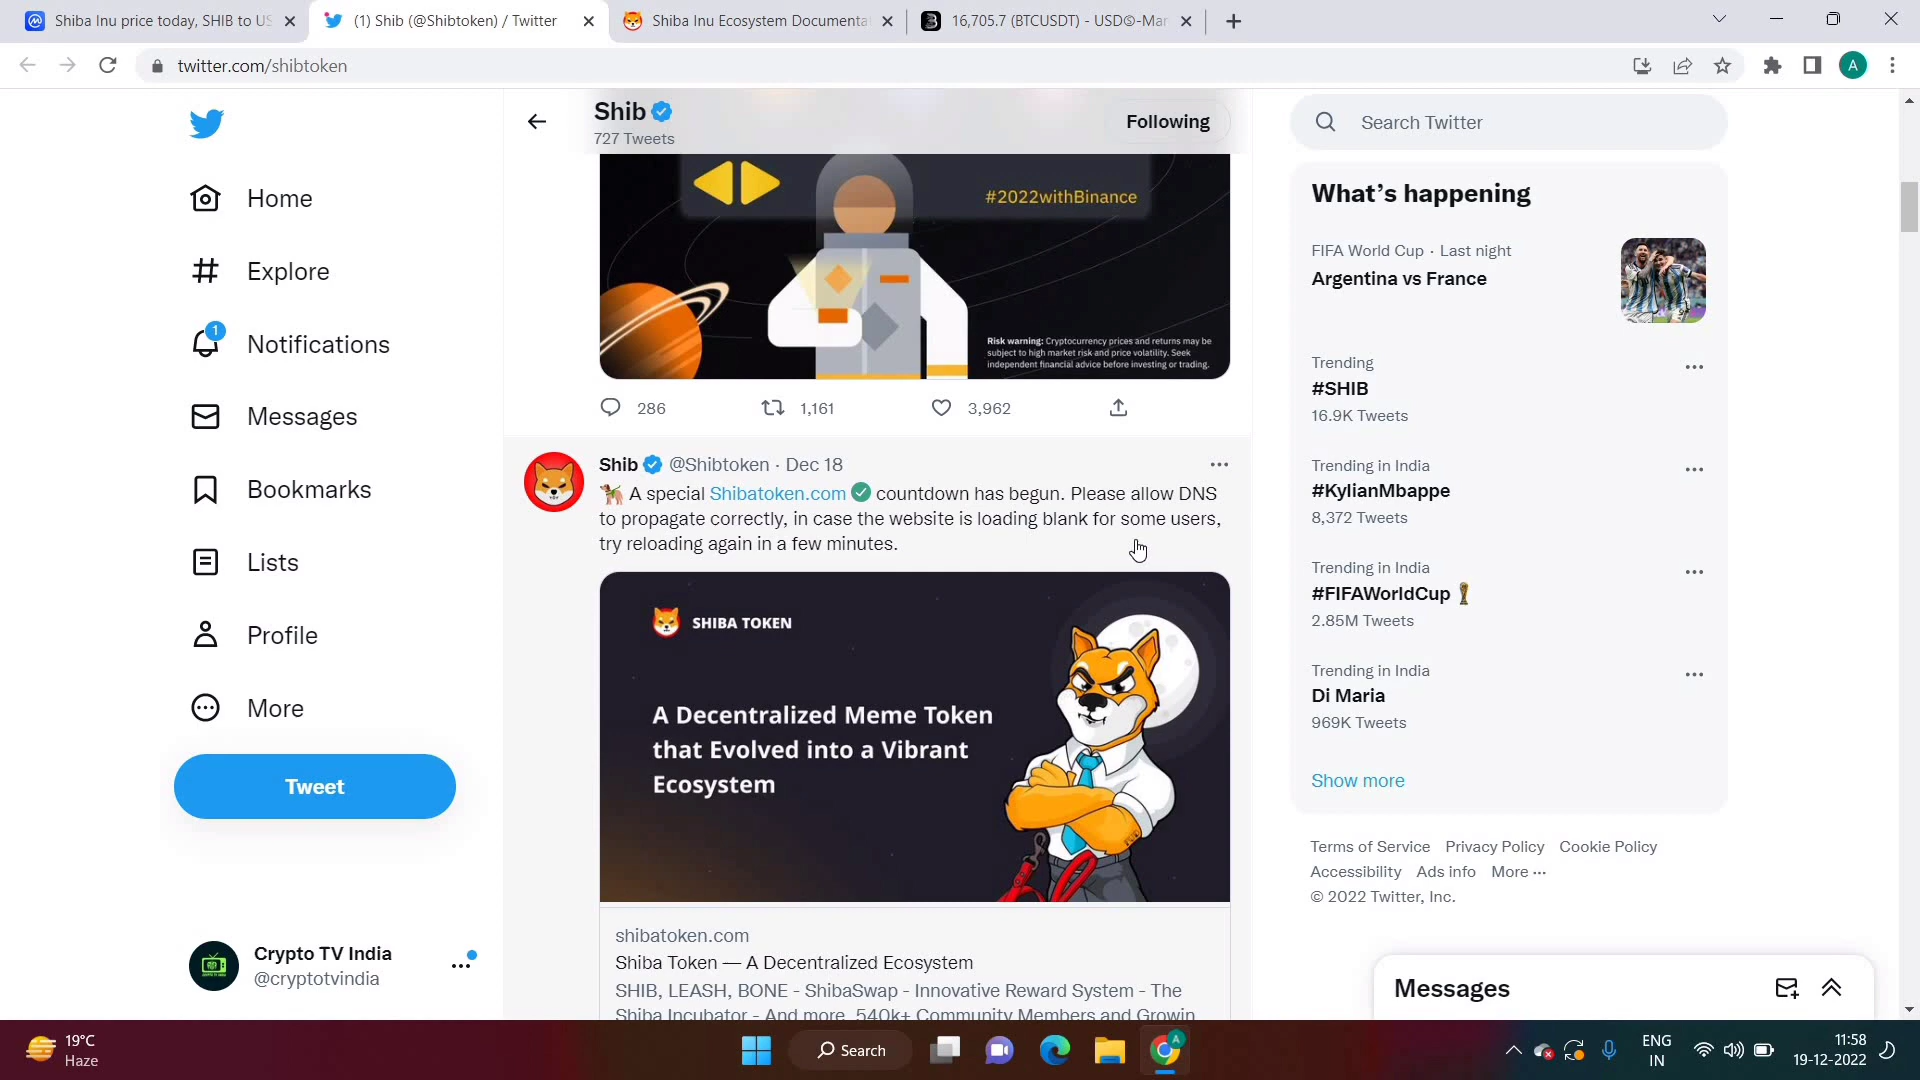 Shiba Inu price today, SHIB to US
(1) Shib (@Shibtoken) / Twitter
Shiba Inu Ecosystem Documenta
16,705.7 (BTCUSDT) - USDⓈ-Mar
twitter.com/shibtoken
A
Shib
727 Tweets
Following
Search Twitter
Home
Explore
1
Notifications
Messages
Bookmarks
Lists
Profile
More
Tweet
Crypto TV India
@cryptotvindia
#2022withBinance
Risk warning: Cryptocurrency prices and returns may be
subject to high market risk and price volatility. Seek
independent financial advice before investing or trading.
286
1,161
3,962
Shib @Shibtoken · Dec 18
A special Shibatoken.com countdown has begun. Please allow DNS
to propagate correctly, in case the website is loading blank for some users,
try reloading again in a few minutes.
SHIBA TOKEN
A Decentralized Meme Token
that Evolved into a Vibrant
Ecosystem
shibatoken.com
Shiba Token — A Decentralized Ecosystem
SHIB, LEASH, BONE - ShibaSwap - Innovative Reward System - The
Shiba Incubator - And more. 540k+ Community Members and Growin
What’s happening
FIFA World Cup · Last night
Argentina vs France
Trending
#SHIB
16.9K Tweets
Trending in India
#KylianMbappe
8,372 Tweets
Trending in India
#FIFAWorldCup
2.85M Tweets
Trending in India
Di Maria
969K Tweets
Show more
Terms of Service Privacy Policy Cookie Policy
Accessibility Ads info More ···
© 2022 Twitter, Inc.
Messages
19°C
Haze
Search
A
ENG
IN
11:58
19-12-2022